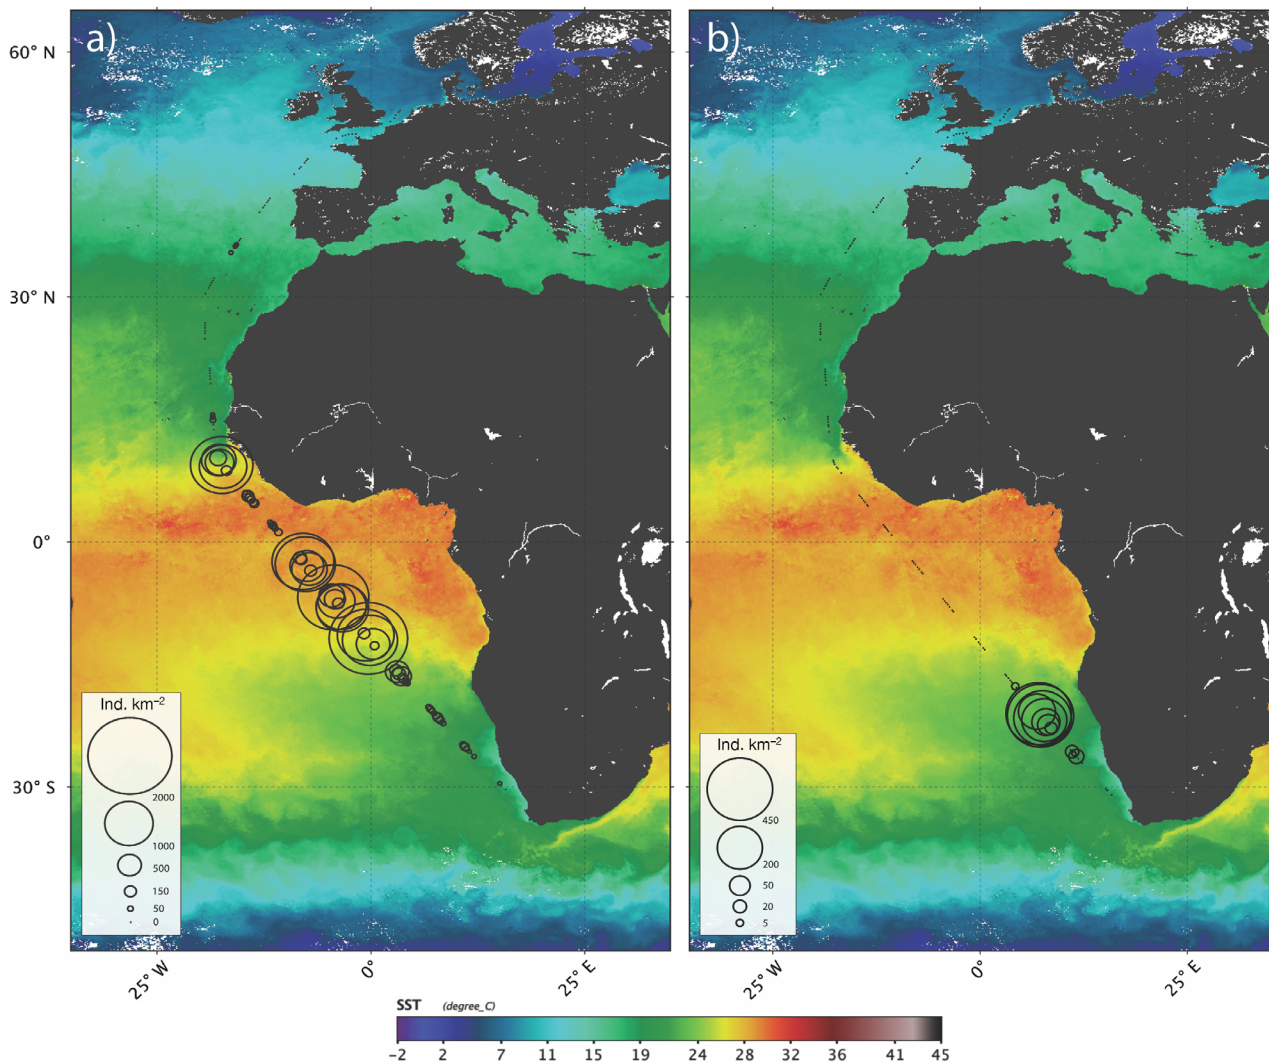 a)
b)
60° N
30° N
0°
30° S
Ind. km⁻²
2000
1000
500
150
50
0
Ind. km⁻²
450
200
50
20
5
25° W
0°
25° E
25° W
0°
25° E
SST (degree_C)
−2 2 7 11 15 19 24 28 32 36 41 45